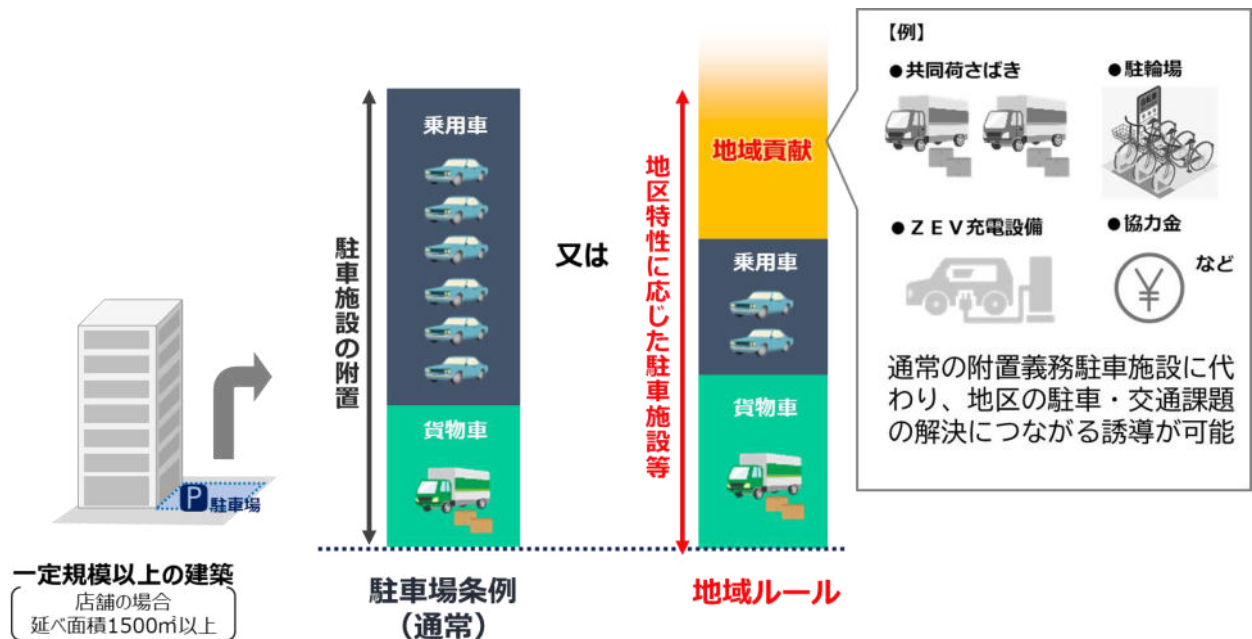 P 駐車場
一定規模以上の建築
店舗の場合
延べ面積1500㎡以上
駐車施設の附置
乗用車
貨物車
駐車場条例
（通常）
又は
地区特性に応じた駐車施設等
地域貢献
乗用車
貨物車
地域ルール
【例】
●共同荷さばき
●駐輪場
●ＺＥＶ充電設備
●協力金
¥
など
通常の附置義務駐車施設に代
わり、地区の駐車・交通課題
の解決につながる誘導が可能